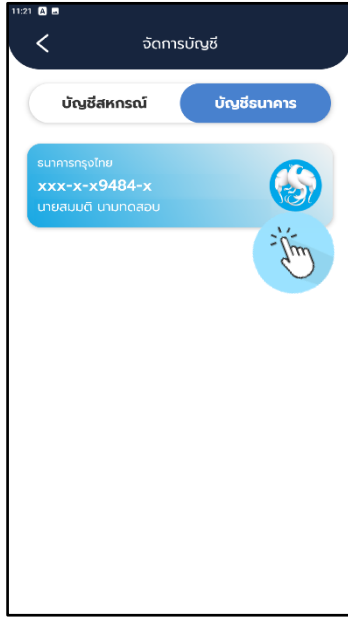 11:21 A
จัดการบัญชี
บัญชีสหกรณ์ บัญชีธนาคาร
ธนาคารกรุงไทย
xxx-x-x9484-x
นายสมมติ นามทดสอบ